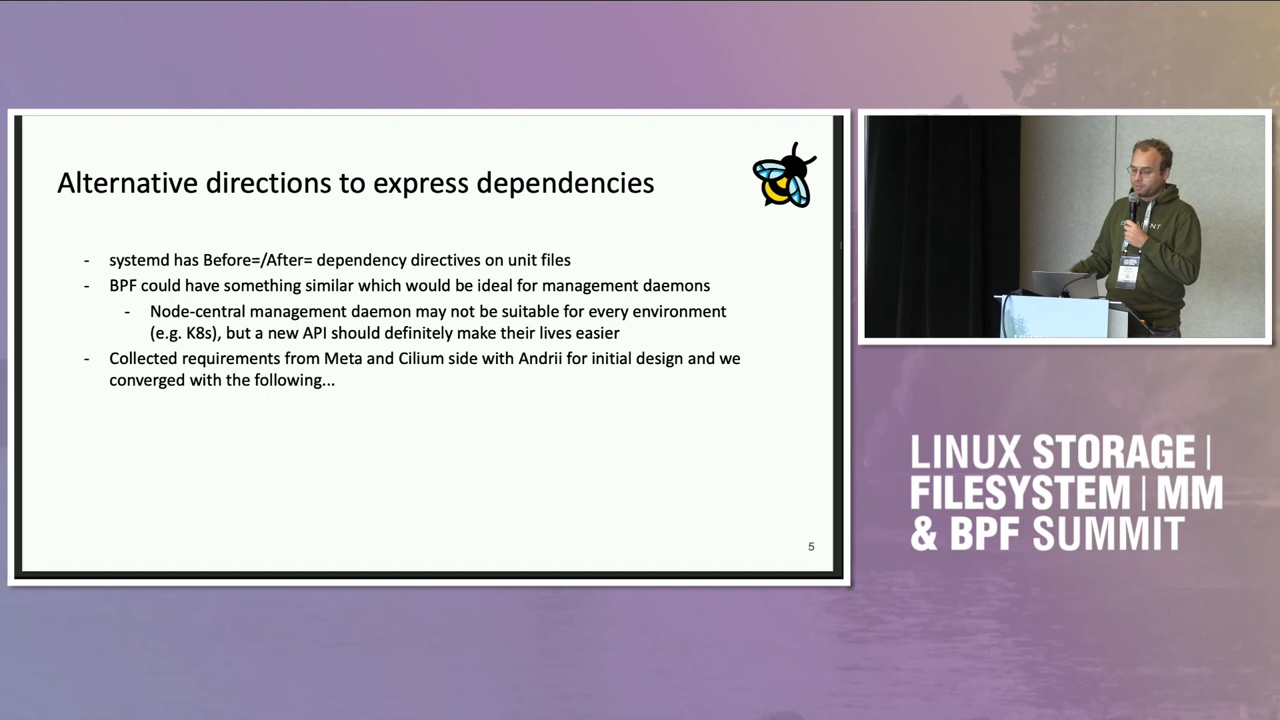 Alternative directions to express dependencies
- systemd has Before=/After= dependency directives on unit files
- BPF could have something similar which would be ideal for management daemons
- Node-central management daemon may not be suitable for every environment
(e.g. K8s), but a new API should definitely make their lives easier
- Collected requirements from Meta and Cilium side with Andrii for initial design and we
converged with the following...
5
LINUX STORAGE |
FILESYSTEM | MM
& BPF SUMMIT